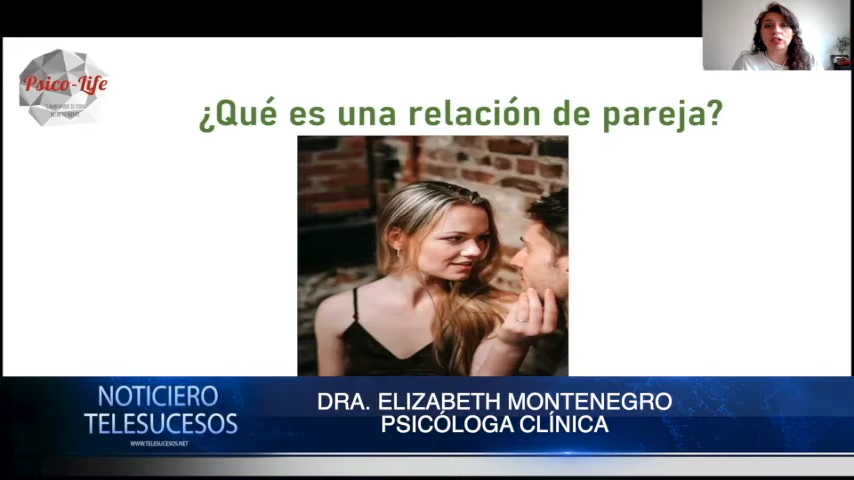 Psico-Life
¿Qué es una relación de pareja?
NOTICIERO
TELESUCESOS
WWW.TELESUCESOS.NET
DRA. ELIZABETH MONTENEGRO
PSICÓLOGA CLÍNICA